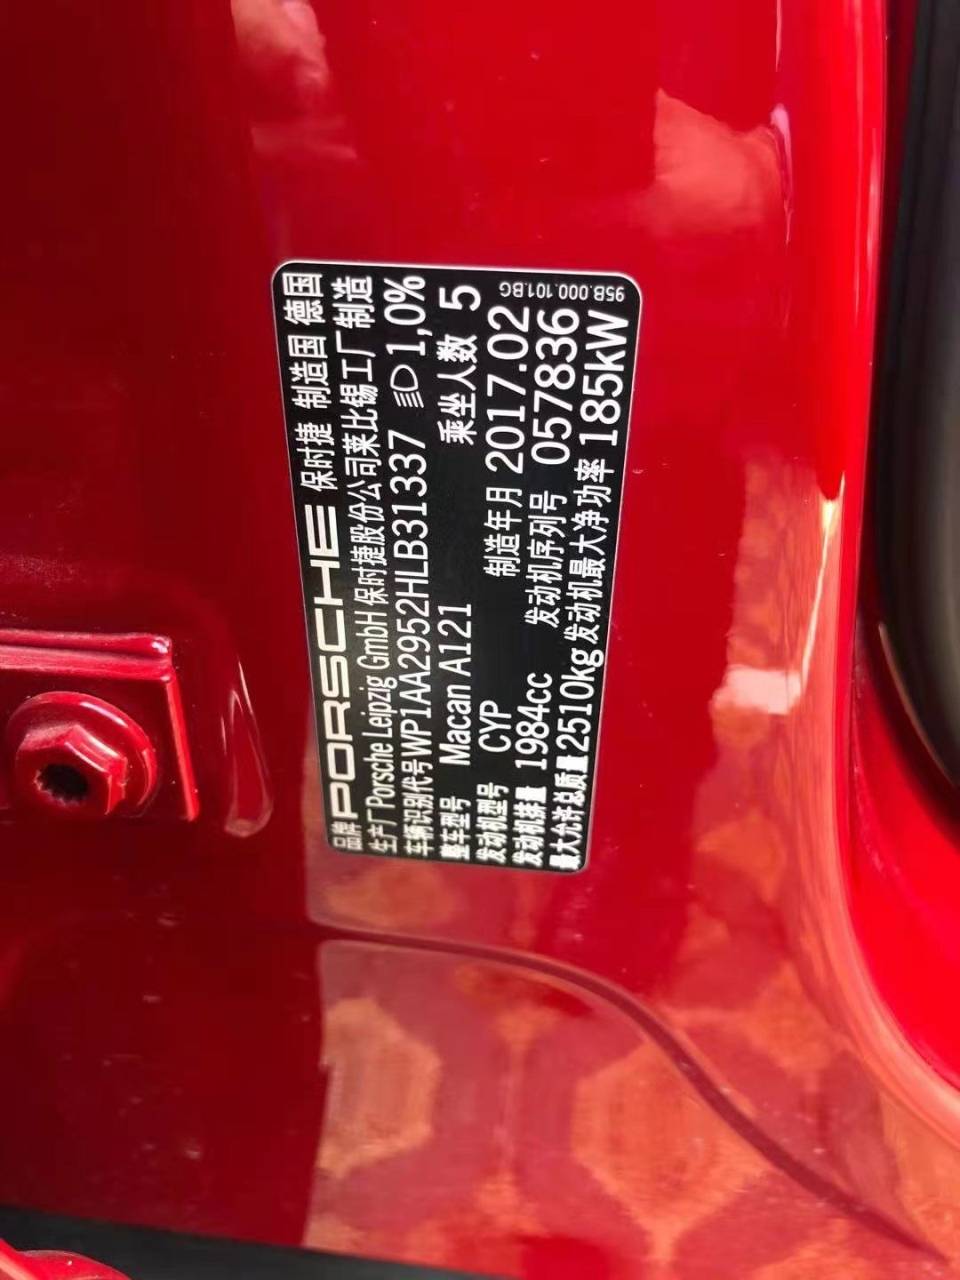 品牌 PORSCHE 保时捷 制造国 德国
生产厂 Porsche Leipzig GmbH 保时捷股份公司莱比锡工厂制造
车辆识别代号 WP1AA2952HLB31337 1,0%
整车型号 Macan A121 乘坐人数 5
发动机型号 CYP 制造年月 2017.02
发动机排量 1984cc 发动机序列号 057836
最大允许总质量 2510kg 发动机最大净功率 185kW
95B.000.101.BG